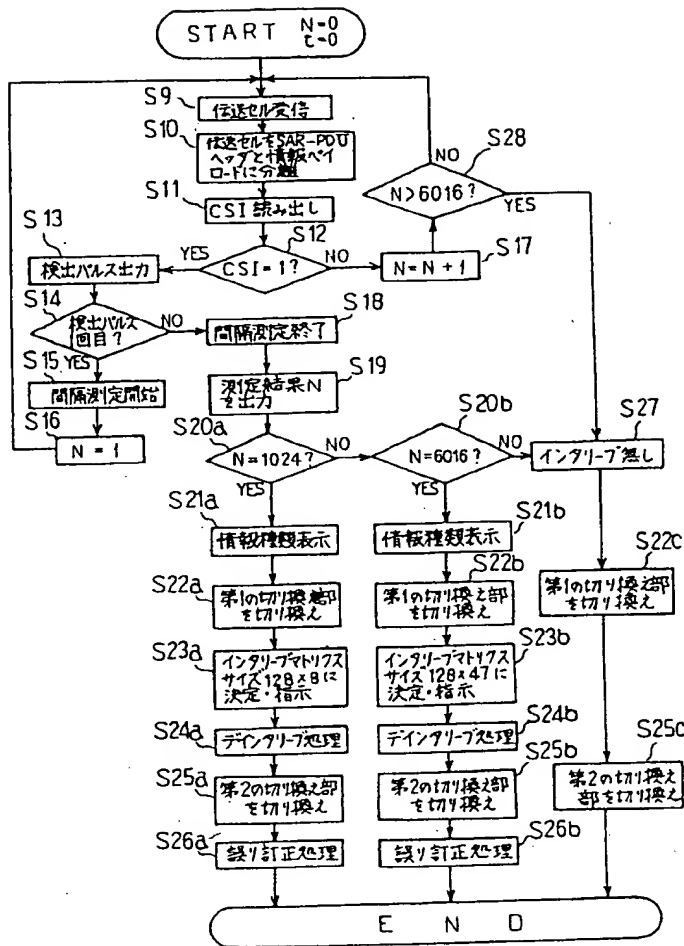 START N=0
t=0
S9
伝送セル受信
S10
伝送セルをSAR-PDU
ヘッダと情報ペイ
ロードに分離
S11
CSI 読み出し
S12
CSI=1?
YES
NO
S13
検出パルス出力
S14
検出パルス
回目?
NO
YES
S15
間隔測定開始
S16
N=1
S17
N=N+1
S28
N>6016?
NO
YES
S18
間隔測定終了
S19
測定結果N
を出力
S20a
N=1024?
NO
YES
S20b
N=6016?
NO
YES
S27
インタリーブ無し
S21a
情報種類表示
S21b
情報種類表示
S22a
第1の切り換え部
を切り換え
S22b
第1の切り換え部
を切り換え
S22c
第1の切り換え部
を切り換え
S23a
インタリーブマトリクス
サイズ128×8に
決定・指示
S23b
インタリーブマトリクス
サイズ128×47に
決定・指示
S24a
デインタリーブ処理
S24b
デインタリーブ処理
S25a
第2の切り換え部
を切り換え
S25b
第2の切り換え部
を切り換え
S25c
第2の切り換え
部を切り換え
S26a
誤り訂正処理
S26b
誤り訂正処理
END